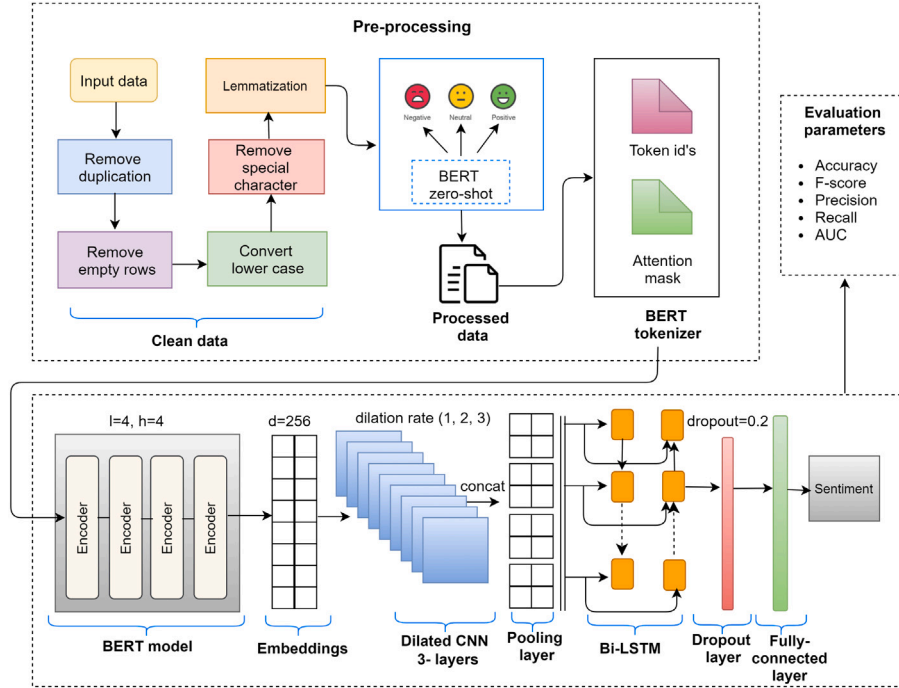 Pre-processing
Input data
Remove
duplication
Remove
empty rows
Convert
lower case
Remove
special
character
Lemmatization
Clean data
Negative
Neutral
Positive
BERT
zero-shot
Processed
data
Token id's
Attention
mask
BERT
tokenizer
Evaluation
parameters
• Accuracy
• F-score
• Precision
• Recall
• AUC
l=4, h=4
Encoder
Encoder
Encoder
Encoder
BERT model
d=256
Embeddings
dilation rate (1, 2, 3)
Dilated CNN
3- layers
concat
Pooling
layer
Bi-LSTM
dropout=0.2
Dropout
layer
Fully-
connected
layer
Sentiment